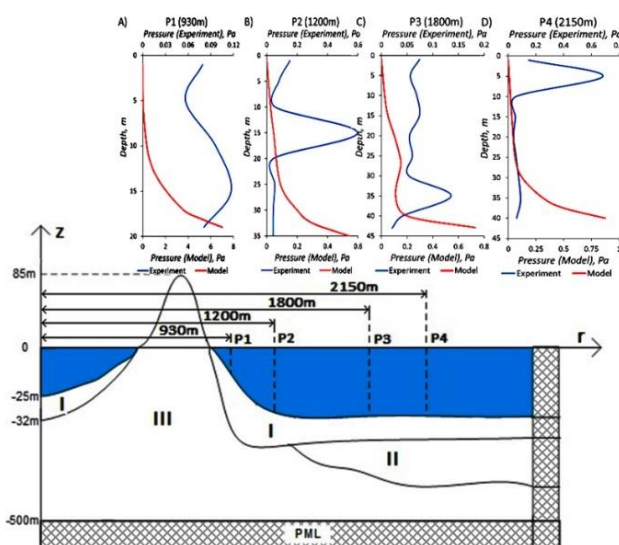 A) P1 (930m) B) P2 (1200m) C) P3 (1800m) D) P4 (2150m)
Pressure (Experiment), Pa Pressure (Experiment), Pa Pressure (Experiment), Pa Pressure (Experiment), Pa
0 0.03 0.06 0.09 0.12 0 0.2 0.4 0.6 0 0.05 0.1 0.15 0.2 0 0.2 0.4 0.6 0.8 1
0 0 0 0
5 5 5 5
10 10 10 10
15 15 15 15
20 20 20 20
25 25 25
30 30 30
35 35 35
40 40
45 45
Depth, m Depth, m Depth, m Depth, m
0 2 4 6 8 0 0.2 0.4 0.6 0 0.2 0.4 0.6 0.8 0 0.25 0.5 0.75 1
Pressure (Model), Pa Pressure (Model), Pa Pressure (Model), Pa Pressure (Model), Pa
Experiment Model Experiment Model Experiment Model Experiment Model
z
85m
2150m
1800m
1200m
930m P1 P2 P3 P4 r
0
-25m
-32m
I
III I
II
-500m
PML